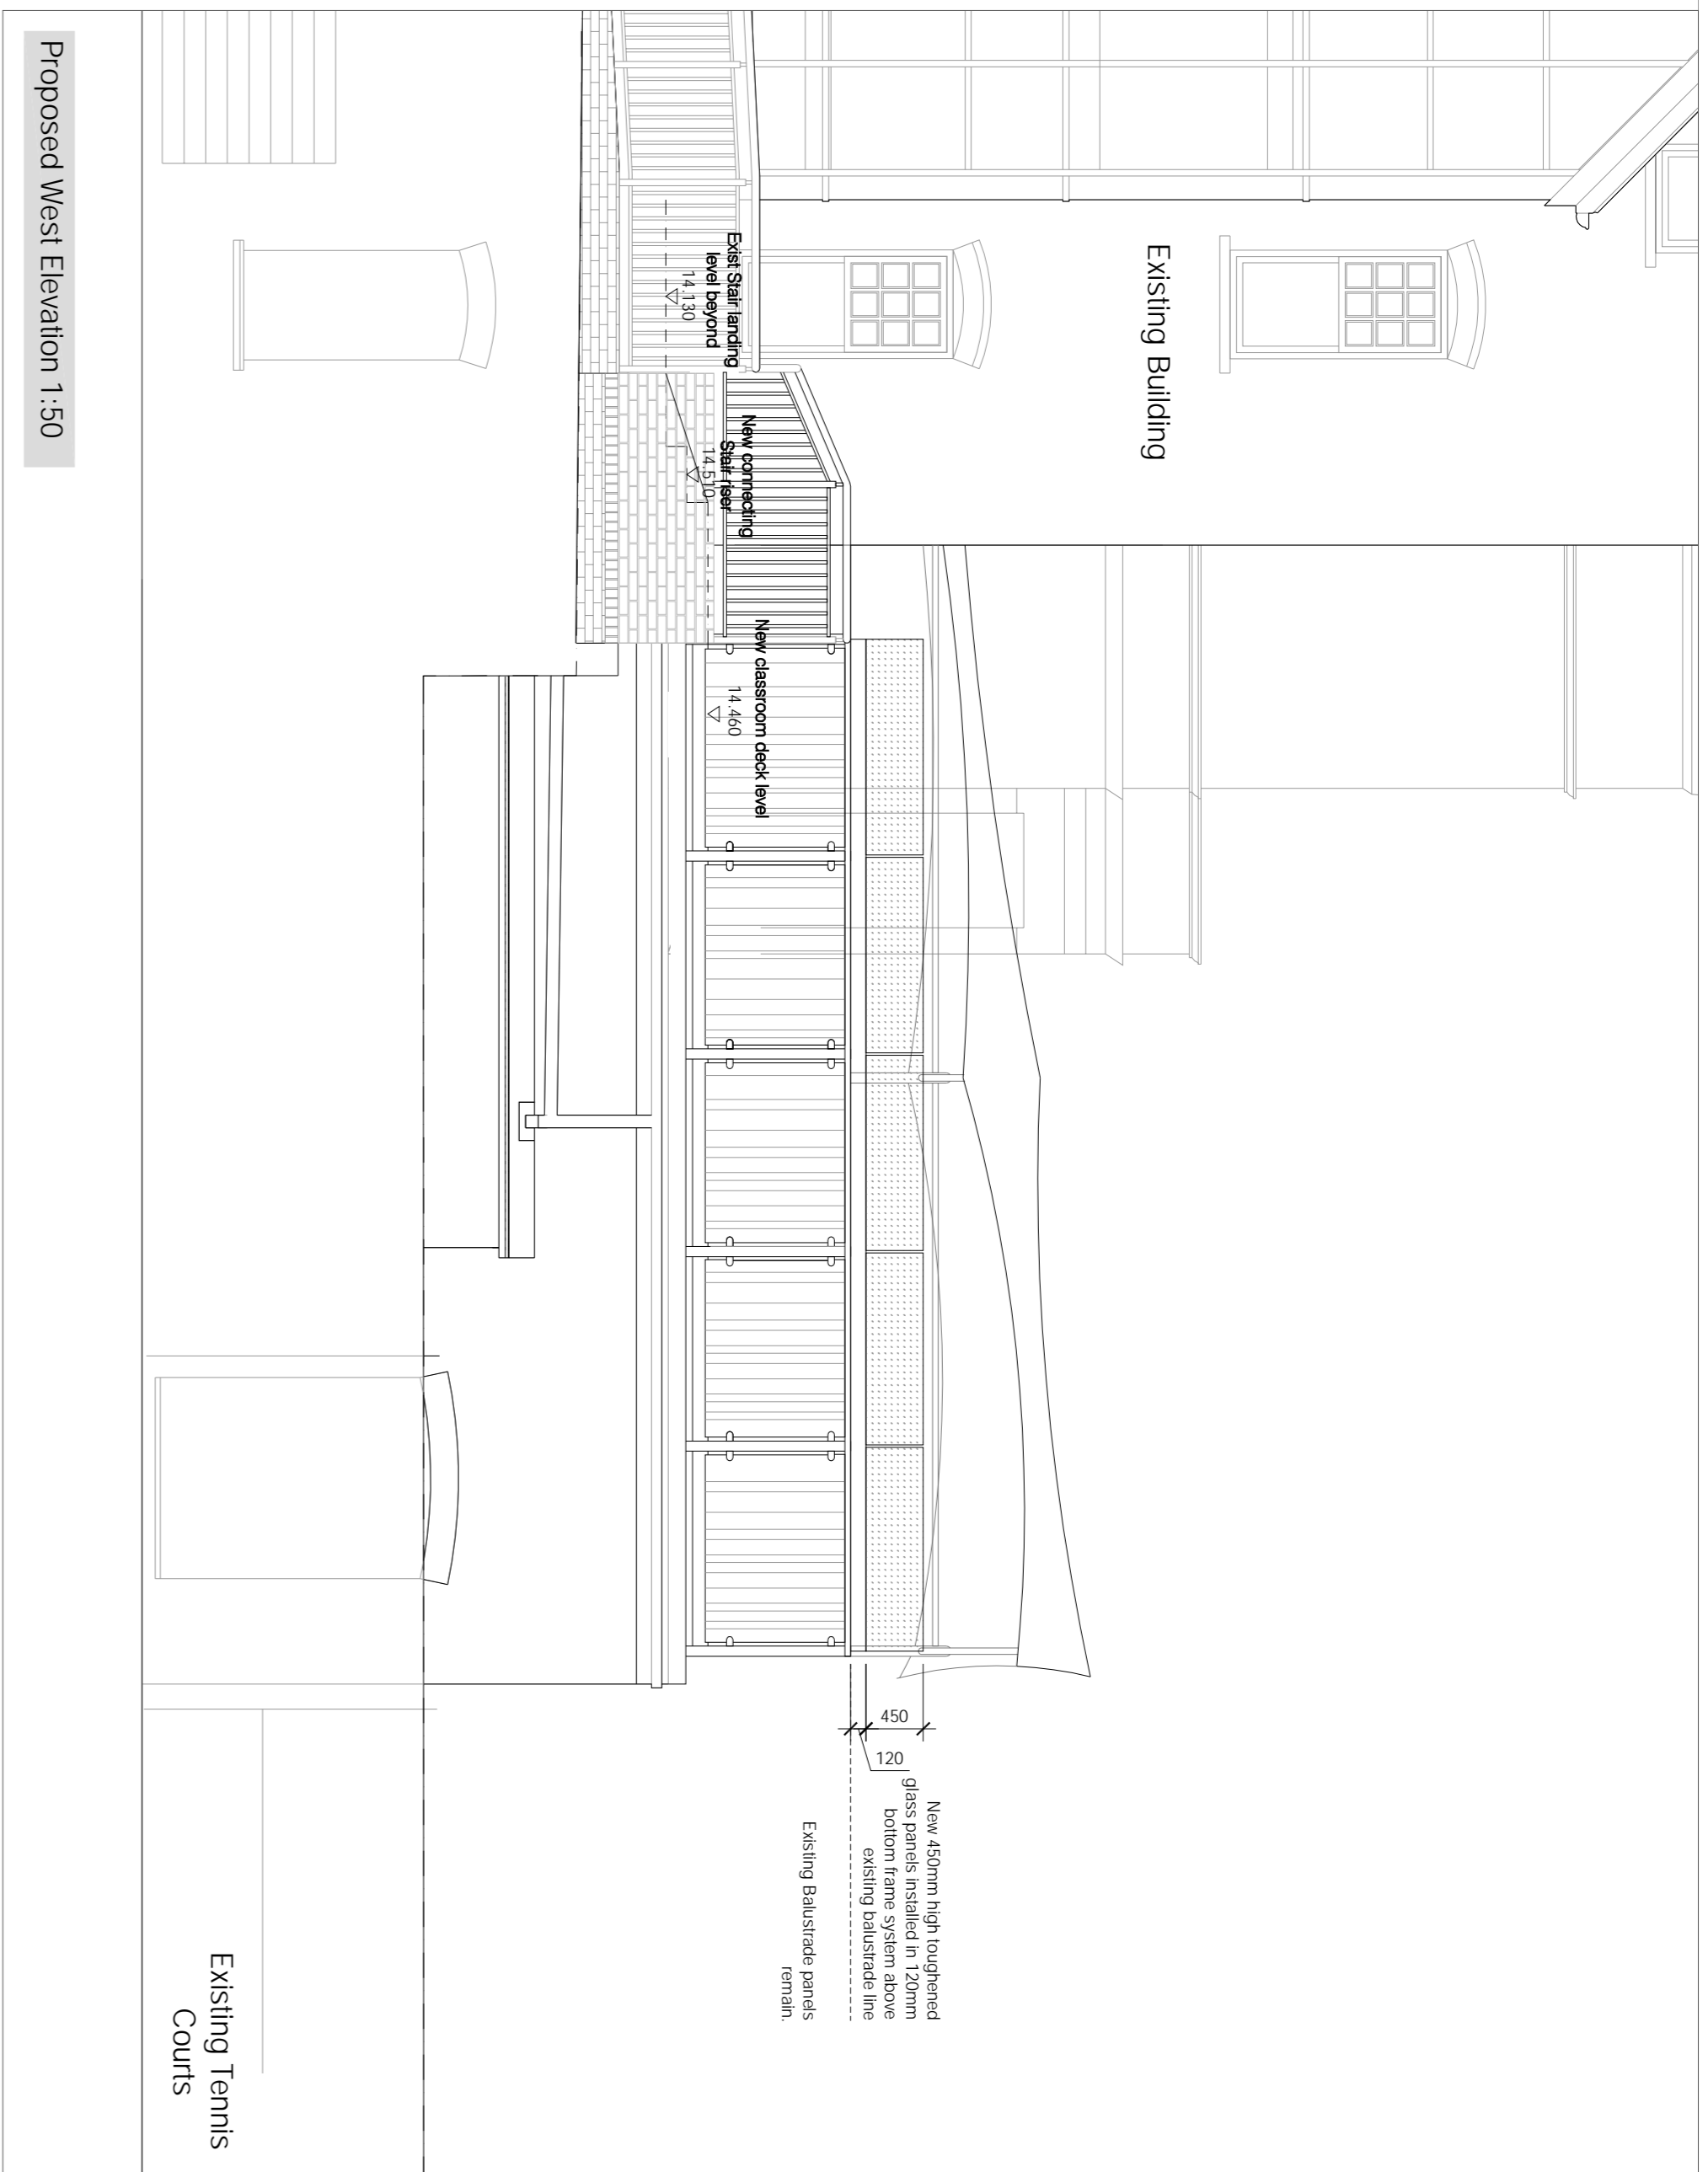 Existing Building
Exist Stair landing
level beyond
14.130
New connecting
Stair riser
14.510
New classroom deck level
14.460
450
120
New 450mm high toughened
glass panels installed in 120mm
bottom frame system above
existing balustrade line
Existing Balustrade panels
remain.
Existing Tennis
Courts
Proposed West Elevation 1:50